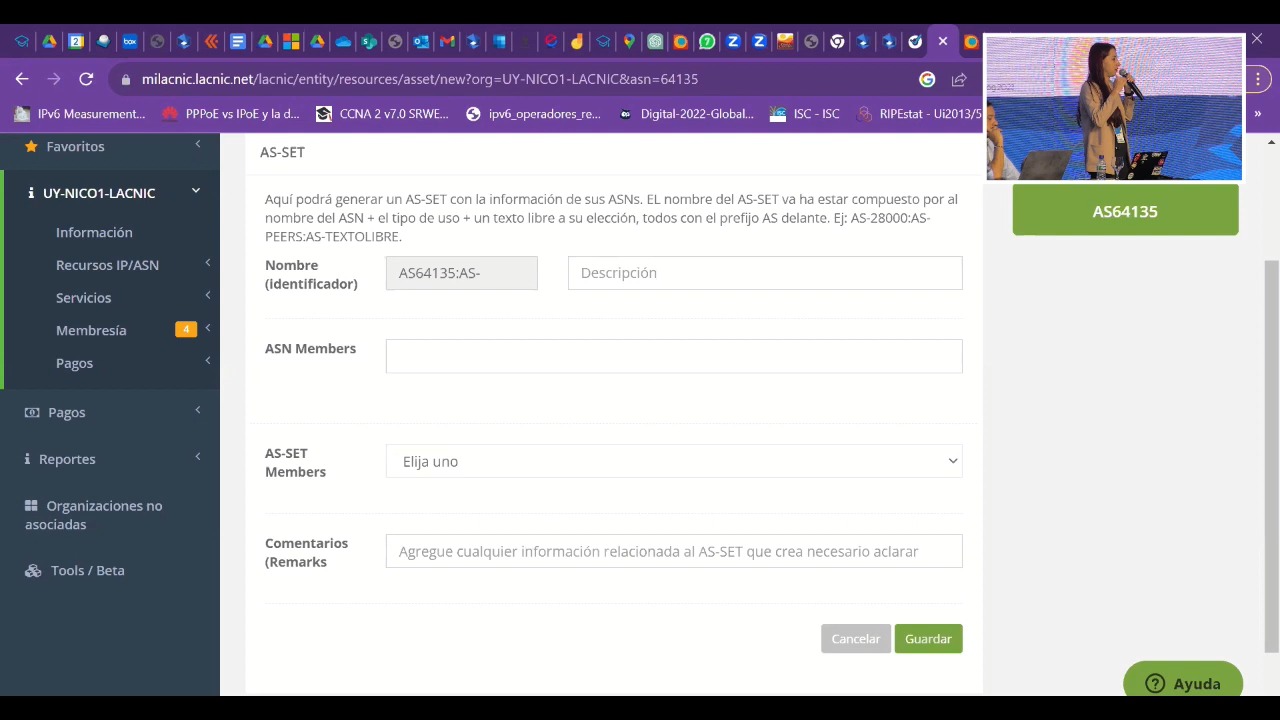 2
milacnic.lacnic.net/lacnic/entities/resources/asse
Y-NICO1-LACNIC&asn=64135
IPv6 Measurement...
PPPoE vs IPoE y la d...
CCNA 2 v7.0 SRWE...
ipv6_operadores_re...
Digital-2022-Global...
ISC - ISC
RIPEstat - Ui2013/5
»
Favoritos
UY-NICO1-LACNIC
Información
Recursos IP/ASN
Servicios
Membresía
4
Pagos
Pagos
Reportes
Organizaciones no
asociadas
Tools / Beta
AS-SET
Aquí podrá generar un AS-SET con la información de sus ASNs. EL nombre del AS-SET va ha estar compuesto por al
nombre del ASN + el tipo de uso + un texto libre a su elección, todos con el prefijo AS delante. Ej: AS-28000:AS-
PEERS:AS-TEXTOLIBRE.
Nombre
(identificador)
AS64135:AS-
Descripción
ASN Members
AS-SET
Members
Elija uno
Comentarios
(Remarks
Agregue cualquier información relacionada al AS-SET que crea necesario aclarar
Cancelar
Guardar
AS64135
Ayuda